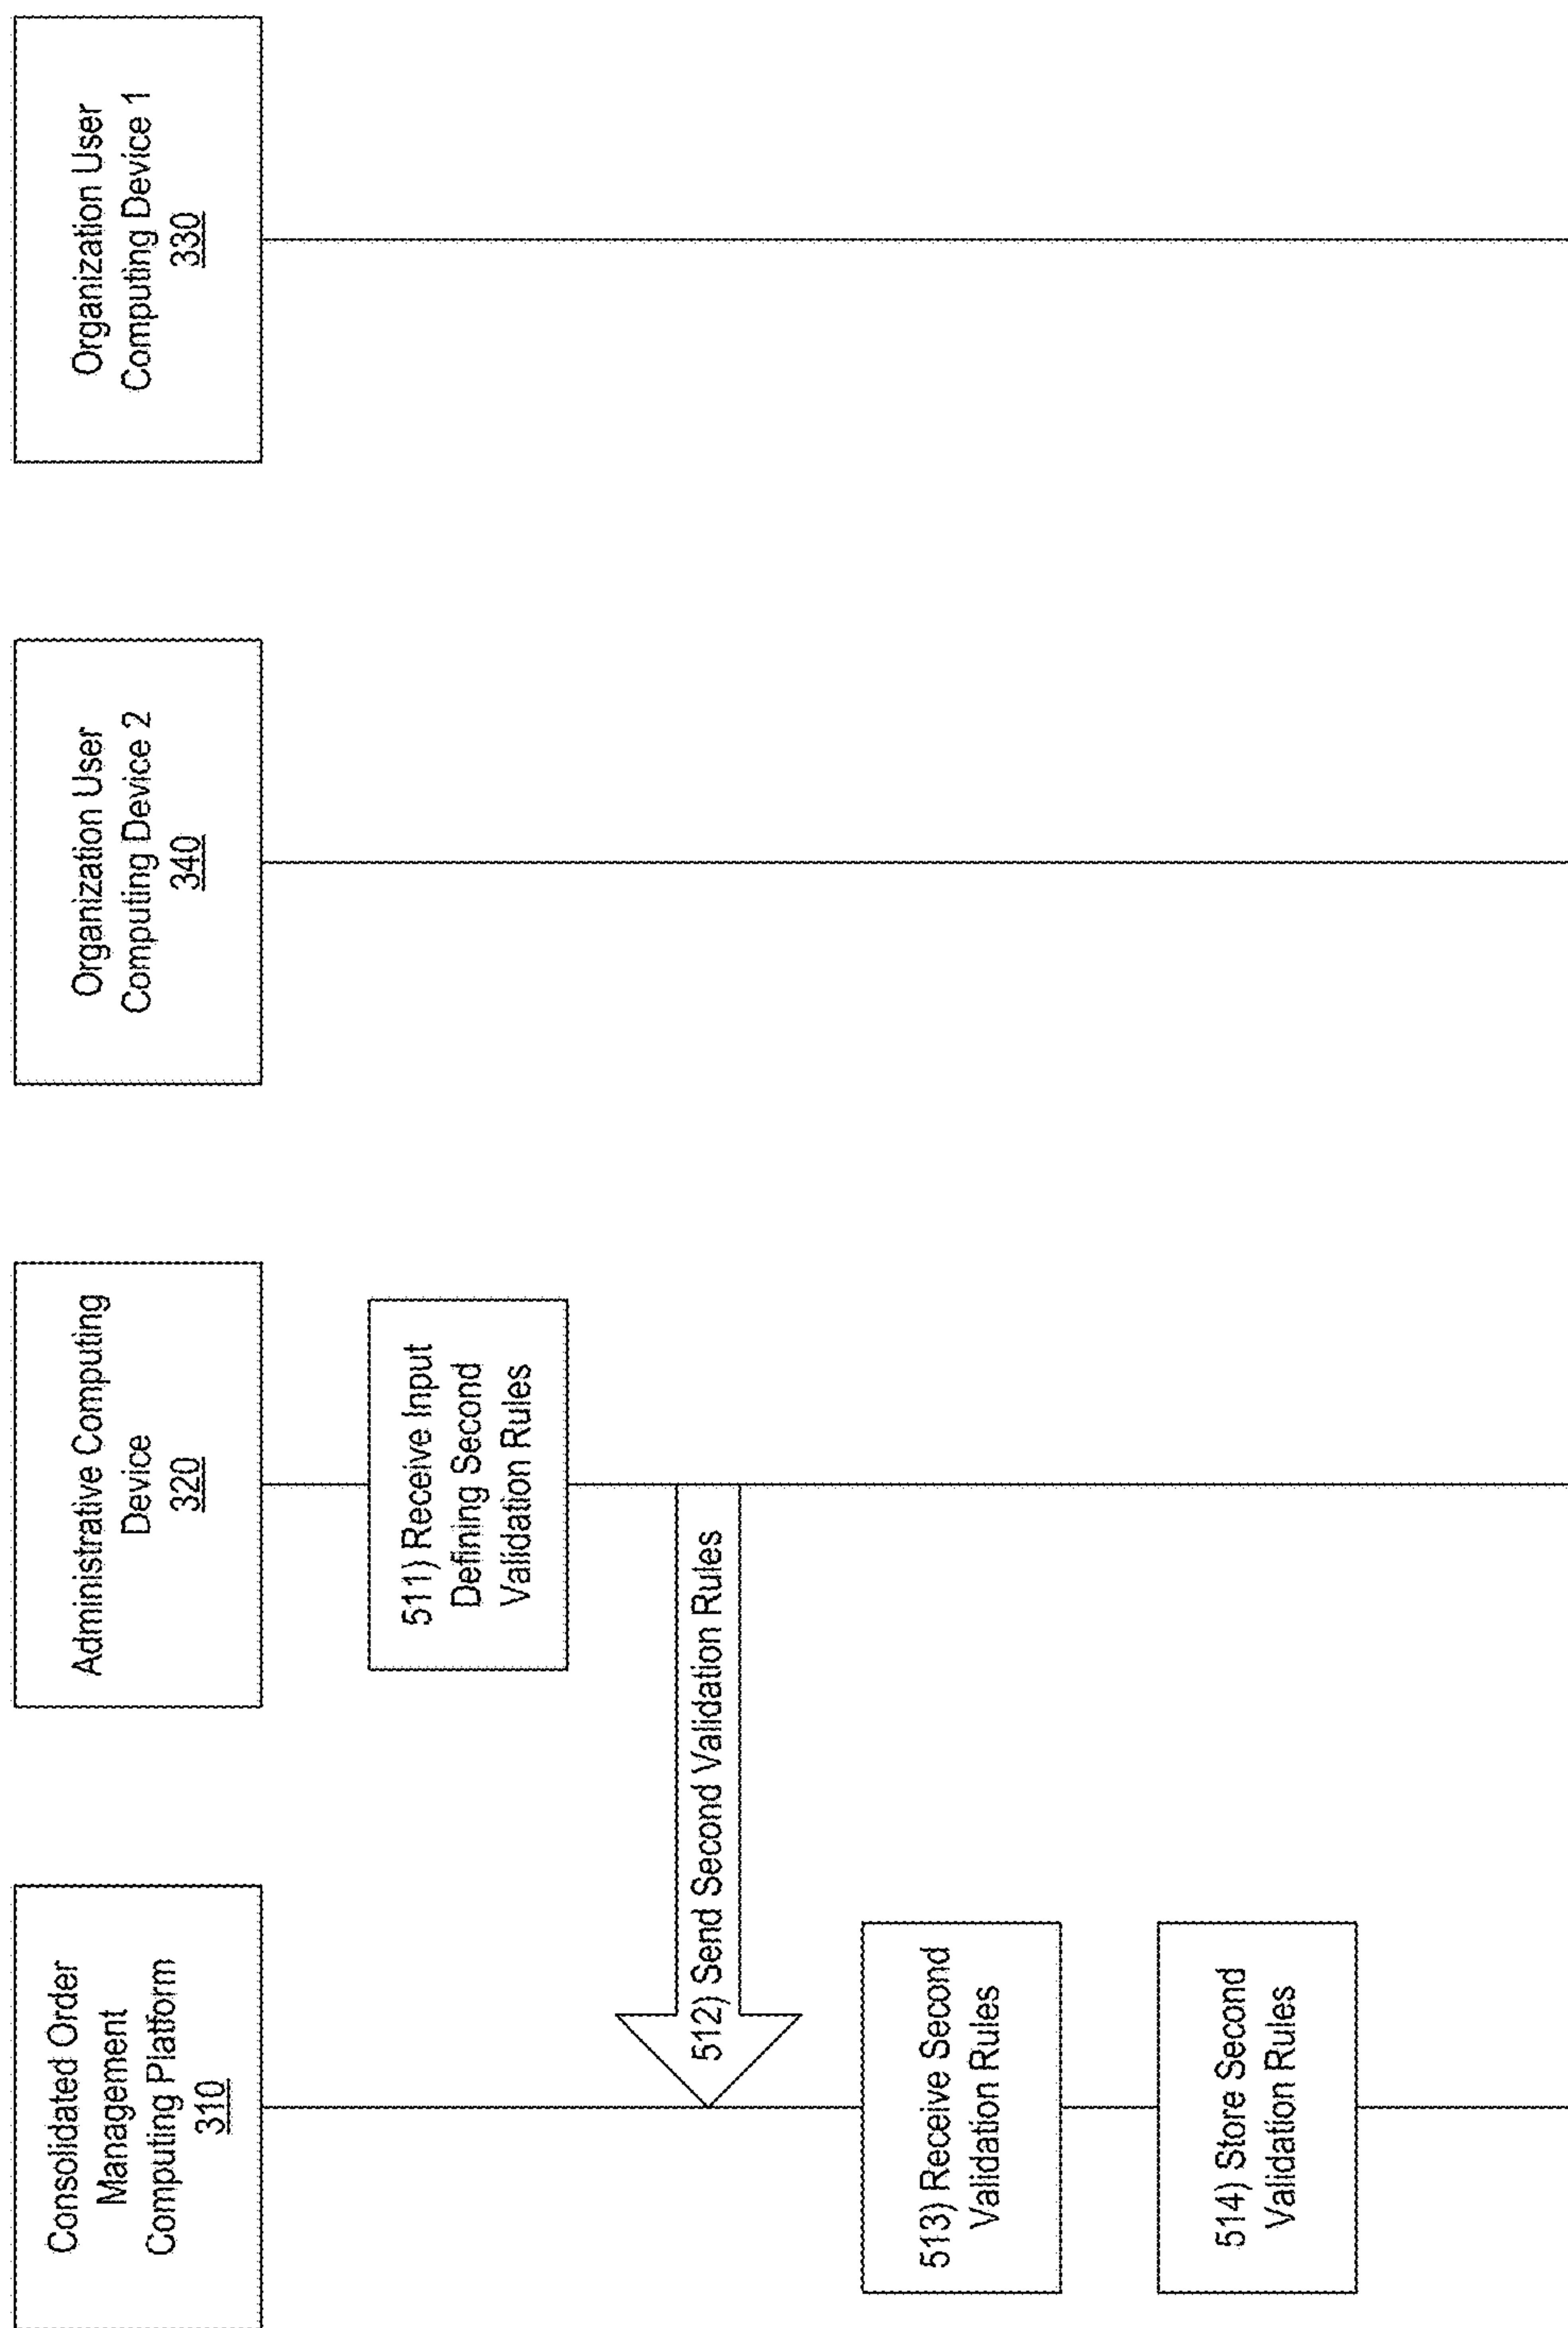 Consolidated Order
Management
Computing Platform
310
Administrative Computing
Device
320
Organization User
Computing Device 2
340
Organization User
Computing Device 1
330
511) Receive Input
Defining Second
Validation Rules
512) Send Second Validation Rules
513) Receive Second
Validation Rules
514) Store Second
Validation Rules